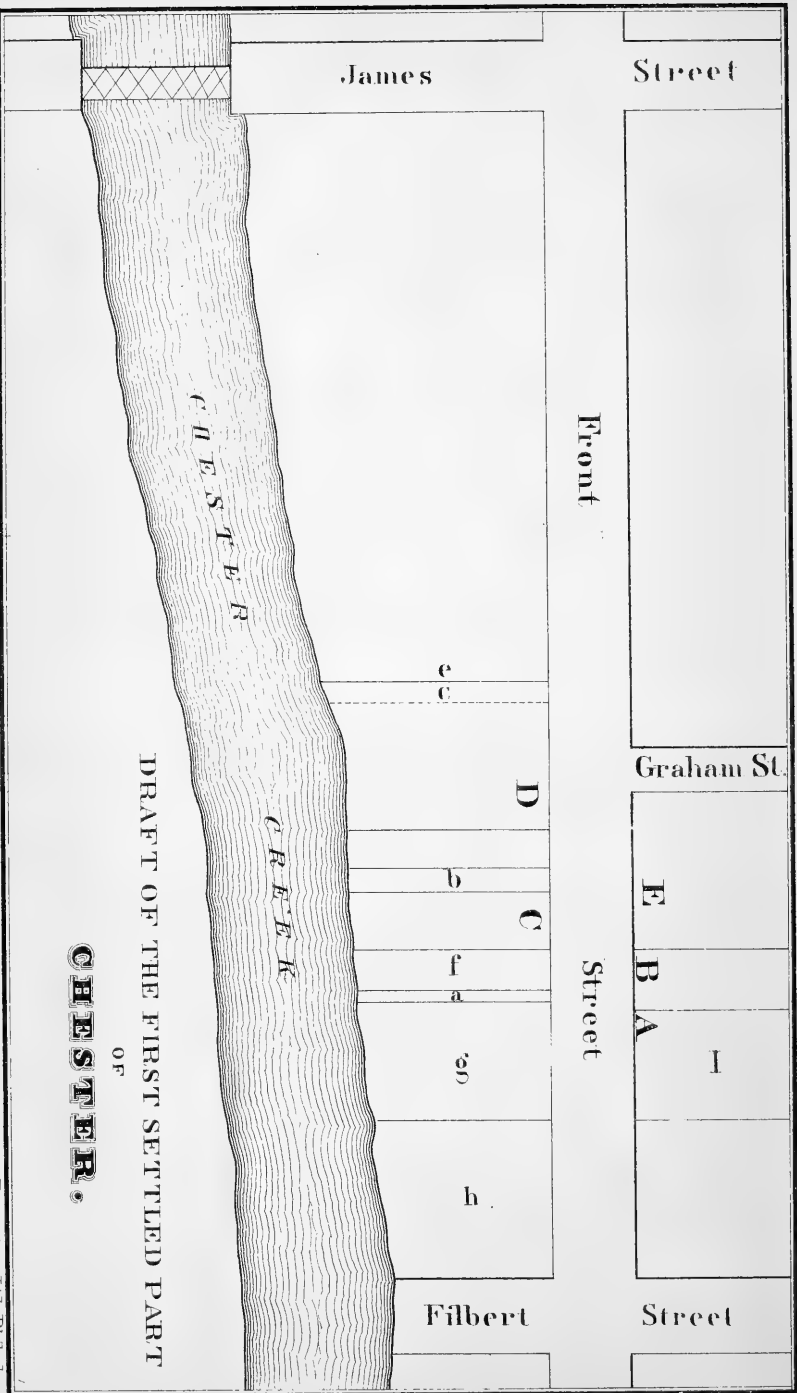 James Street
Front Street
CHESTER CREEK
e
c
Graham St.
D
b
E
C
f
B
a
A
g
I
h
Filbert Street
DRAFT OF THE FIRST SETTLED PART
OF
CHESTER.